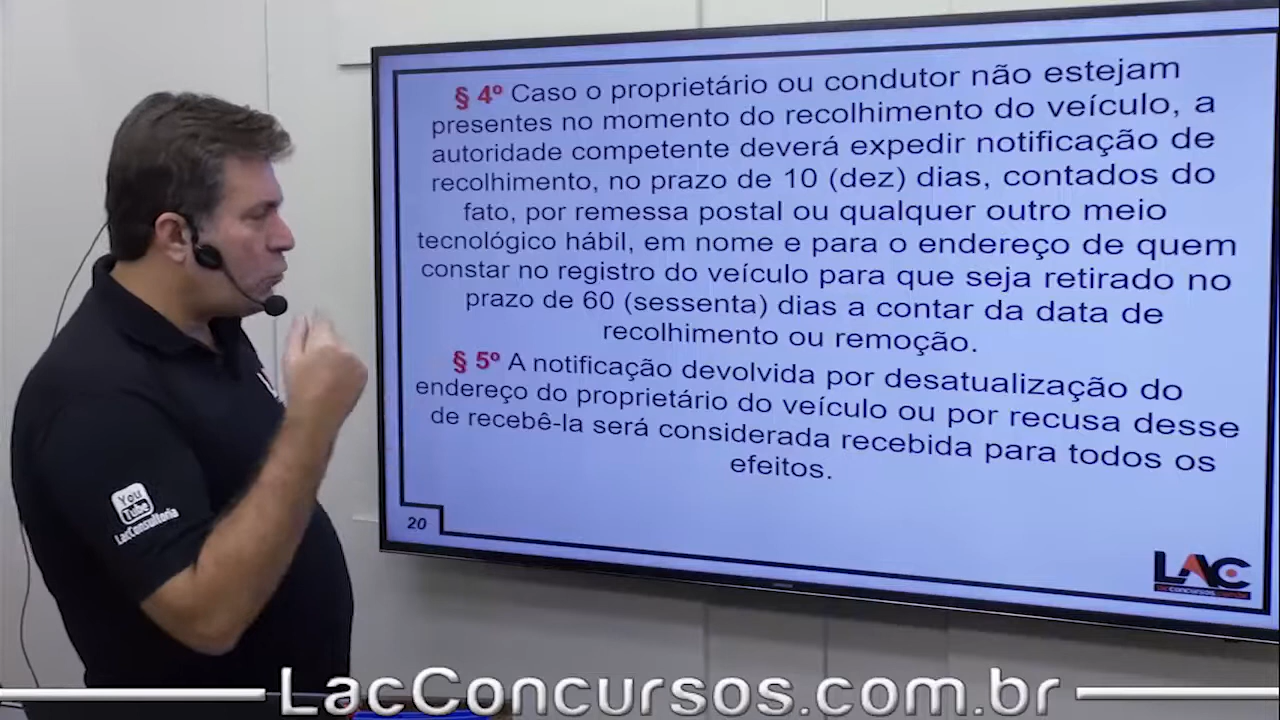 § 4º Caso o proprietário ou condutor não estejam
presentes no momento do recolhimento do veículo, a
autoridade competente deverá expedir notificação de
recolhimento, no prazo de 10 (dez) dias, contados do
fato, por remessa postal ou qualquer outro meio
tecnológico hábil, em nome e para o endereço de quem
constar no registro do veículo para que seja retirado no
prazo de 60 (sessenta) dias a contar da data de
recolhimento ou remoção.
§ 5º A notificação devolvida por desatualização do
endereço do proprietário do veículo ou por recusa desse
de recebê-la será considerada recebida para todos os
efeitos.
20
LAC
You
Tube
LacConsultoria
LacConcursos.com.br